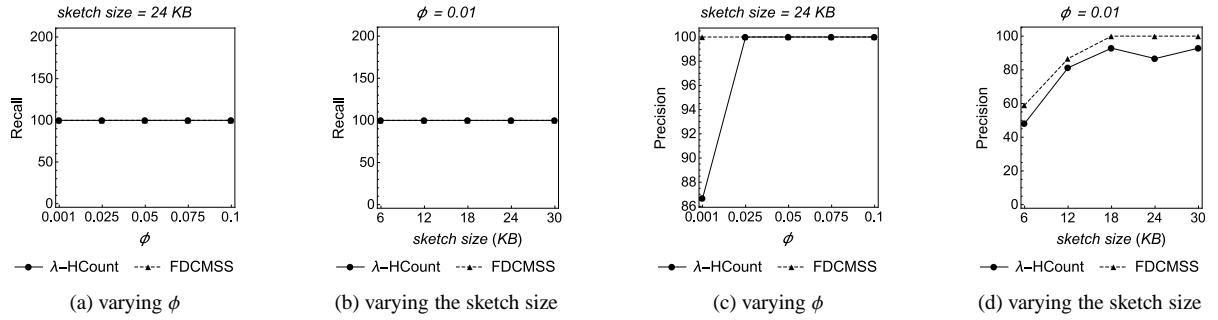 sketch size = 24 KB
Recall
200
150
100
50
0
0.001 0.025 0.05 0.075 0.1
ϕ
λ−HCount FDCMSS
(a) varying ϕ
ϕ = 0.01
Recall
200
150
100
50
0
6 12 18 24 30
sketch size (KB)
λ−HCount FDCMSS
(b) varying the sketch size
sketch size = 24 KB
Precision
100
98
96
94
92
90
88
86
0.001 0.025 0.05 0.075 0.1
ϕ
λ−HCount FDCMSS
(c) varying ϕ
ϕ = 0.01
Precision
100
80
60
40
20
0
6 12 18 24 30
sketch size (KB)
λ−HCount FDCMSS
(d) varying the sketch size